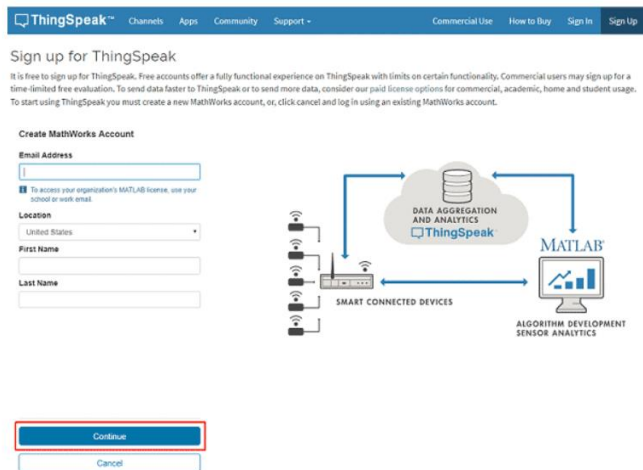 ThingSpeak™ Channels Apps Community Support Commercial Use How to Buy Sign In Sign Up
Sign up for ThingSpeak
It is free to sign up for ThingSpeak. Free accounts offer a fully functional experience on ThingSpeak with limits on certain functionality. Commercial users may sign up for a
time-limited free evaluation. To send data faster to ThingSpeak or to send more data, consider our paid license options for commercial, academic, home and student usage.
To start using ThingSpeak you must create a new MathWorks account, or, click cancel and log in using an existing MathWorks account.
Create MathWorks Account
Email Address
To access your organization's MATLAB license, use your
school or work email.
Location
United States
First Name
Last Name
DATA AGGREGATION
AND ANALYTICS
ThingSpeak
SMART CONNECTED DEVICES
MATLAB
ALGORITHM DEVELOPMENT
SENSOR ANALYTICS
Continue
Cancel